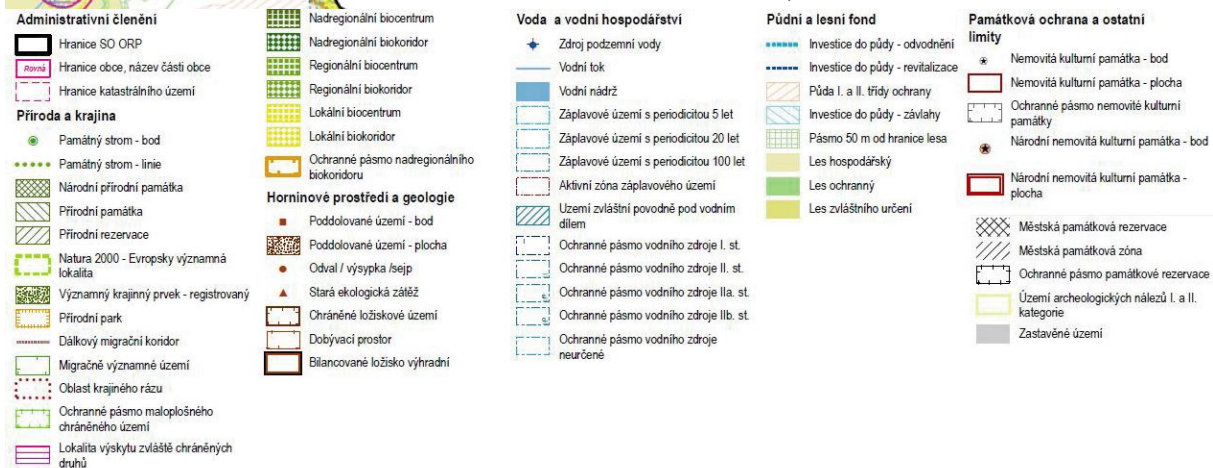 Administrativní členění
Hranice SO ORP
Rovná
Hranice obce, název části obce
Hranice katastrálního území
Příroda a krajina
Památný strom - bod
Památný strom - linie
Národní přírodní památka
Přírodní památka
Přírodní rezervace
Natura 2000 - Evropsky významná
lokalita
Významný krajinný prvek - registrovaný
Přírodní park
Dálkový migrační koridor
Migračně významné území
Oblast krajiného rázu
Ochranné pásmo maloplošného
chráněného území
Lokalita výskytu zvláště chráněných
druhů
Nadregionální biocentrum
Nadregionální biokoridor
Regionální biocentrum
Regionální biokoridor
Lokální biocentrum
Lokální biokoridor
Ochranné pásmo nadregionálního
biokoridoru
Horninové prostředí a geologie
Poddolované území - bod
Poddolované území - plocha
Odval / výsypka /sejp
Stará ekologická zátěž
Chráněné ložiskové území
Dobývací prostor
Bilancované ložisko výhradní
Voda a vodní hospodářství
Zdroj podzemní vody
Vodní tok
Vodní nádrž
Záplavové území s periodicitou 5 let
Záplavové území s periodicitou 20 let
Záplavové území s periodicitou 100 let
Aktivní zóna záplavového území
Uzemí zvláštní povodně pod vodním
dílem
Ochranné pásmo vodního zdroje I. st.
Ochranné pásmo vodního zdroje II. st.
Ochranné pásmo vodního zdroje IIa. st.
Ochranné pásmo vodního zdroje IIb. st.
Ochranné pásmo vodního zdroje
neurčené
Půdni a lesní fond
Investice do půdy - odvodnění
Investice do půdy - revitalizace
Půda I. a II. třídy ochrany
Investice do půdy - závlahy
Pásmo 50 m od hranice lesa
Les hospodářský
Les ochranný
Les zvláštního určení
Památková ochrana a ostatní
limity
Nemovitá kulturní památka - bod
Nemovitá kulturní památka - plocha
Ochranné pásmo nemovité kulturní
památky
Národní nemovitá kulturní památka - bod
Národní nemovitá kulturní památka -
plocha
Městská památková rezervace
Městská památková zóna
Ochranné pásmo památkové rezervace
Území archeologických nálezů I. a II.
kategorie
Zastavěné území